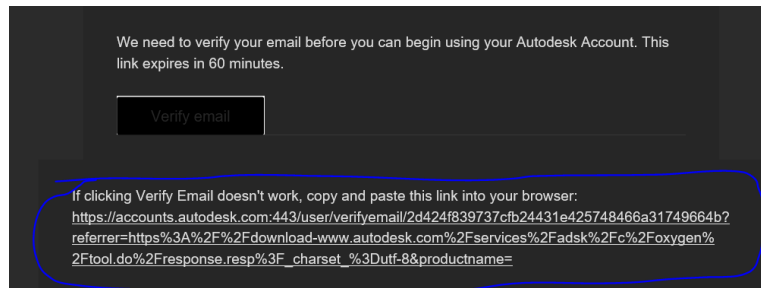 We need to verify your email before you can begin using your Autodesk Account. This
link expires in 60 minutes.
Verify email
If clicking Verify Email doesn't work, copy and paste this link into your browser:
https://accounts.autodesk.com:443/user/verifyemail/2d424f839737cfb24431e425748466a31749664b?
referrer=https%3A%2F%2Fdownload-www.autodesk.com%2Fservices%2Fadsk%2Fc%2Foxygen%
2Ftool.do%2Fresponse.resp%3F_charset_%3Dutf-8&productname=